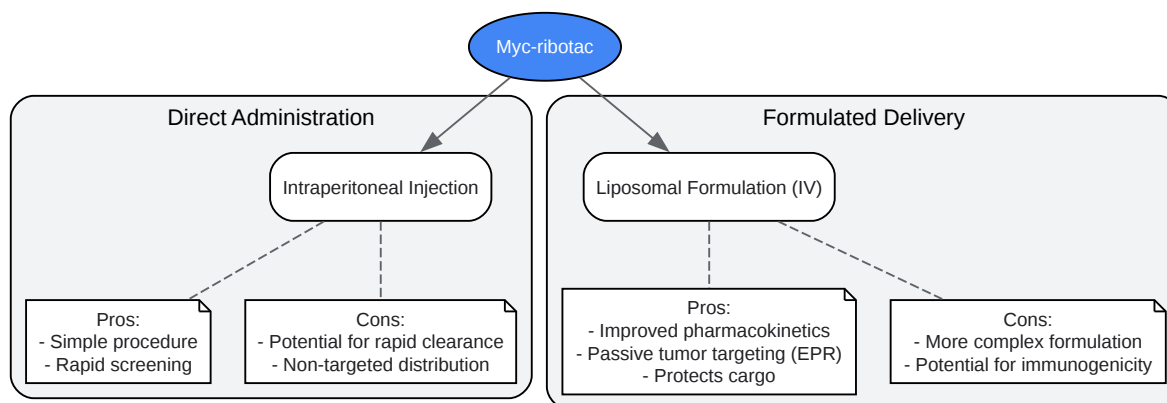 Myc-ribotac
Direct Administration
Formulated Delivery
Intraperitoneal Injection
Liposomal Formulation (IV)
Pros:
- Simple procedure
- Rapid screening
Cons:
- Potential for rapid clearance
- Non-targeted distribution
Pros:
- Improved pharmacokinetics
- Passive tumor targeting (EPR)
- Protects cargo
Cons:
- More complex formulation
- Potential for immunogenicity